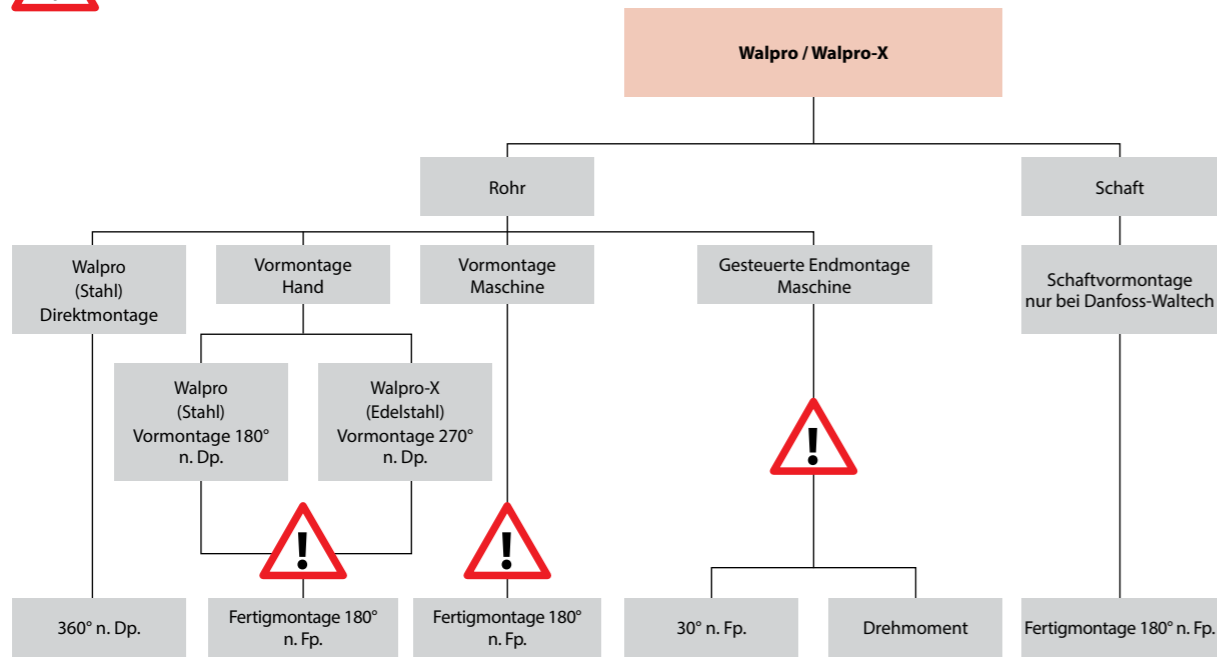 Walpro / Walpro-X
Rohr
Schaft
Walpro
(Stahl)
Direktmontage
Vormontage
Hand
Vormontage
Maschine
Gesteuerte Endmontage
Maschine
Schaftvormontage
nur bei Danfoss-Waltech
Walpro
(Stahl)
Vormontage 180°
n. Dp.
Walpro-X
(Edelstahl)
Vormontage 270°
n. Dp.
!
!
!
360° n. Dp.
Fertigmontage 180°
n. Fp.
Fertigmontage 180°
n. Fp.
30° n. Fp.
Drehmoment
Fertigmontage 180° n. Fp.